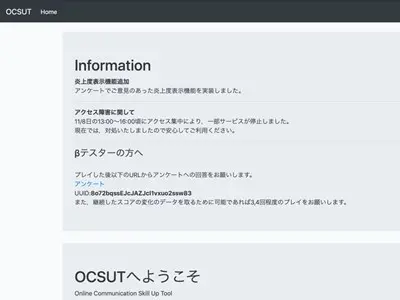 OCSUT Home
Information
炎上度表示機能追加
アンケートでご意見のあった炎上度表示機能を実装しました。
アクセス障害に関して
11/8日の13:00〜16:00頃にアクセス集中により、一部サービスが停止しました。
現在では、対処いたしましたので安心してご利用ください。
βテスターの方へ
プレイした後以下のURLからアンケートへの回答をお願いします。
アンケート
UUID:
また、継続したスコアの変化のデータを取るために可能であれば3,4回程度のプレイをお願いします。
OCSUTへようこそ
Online Communication Skill Up Tool